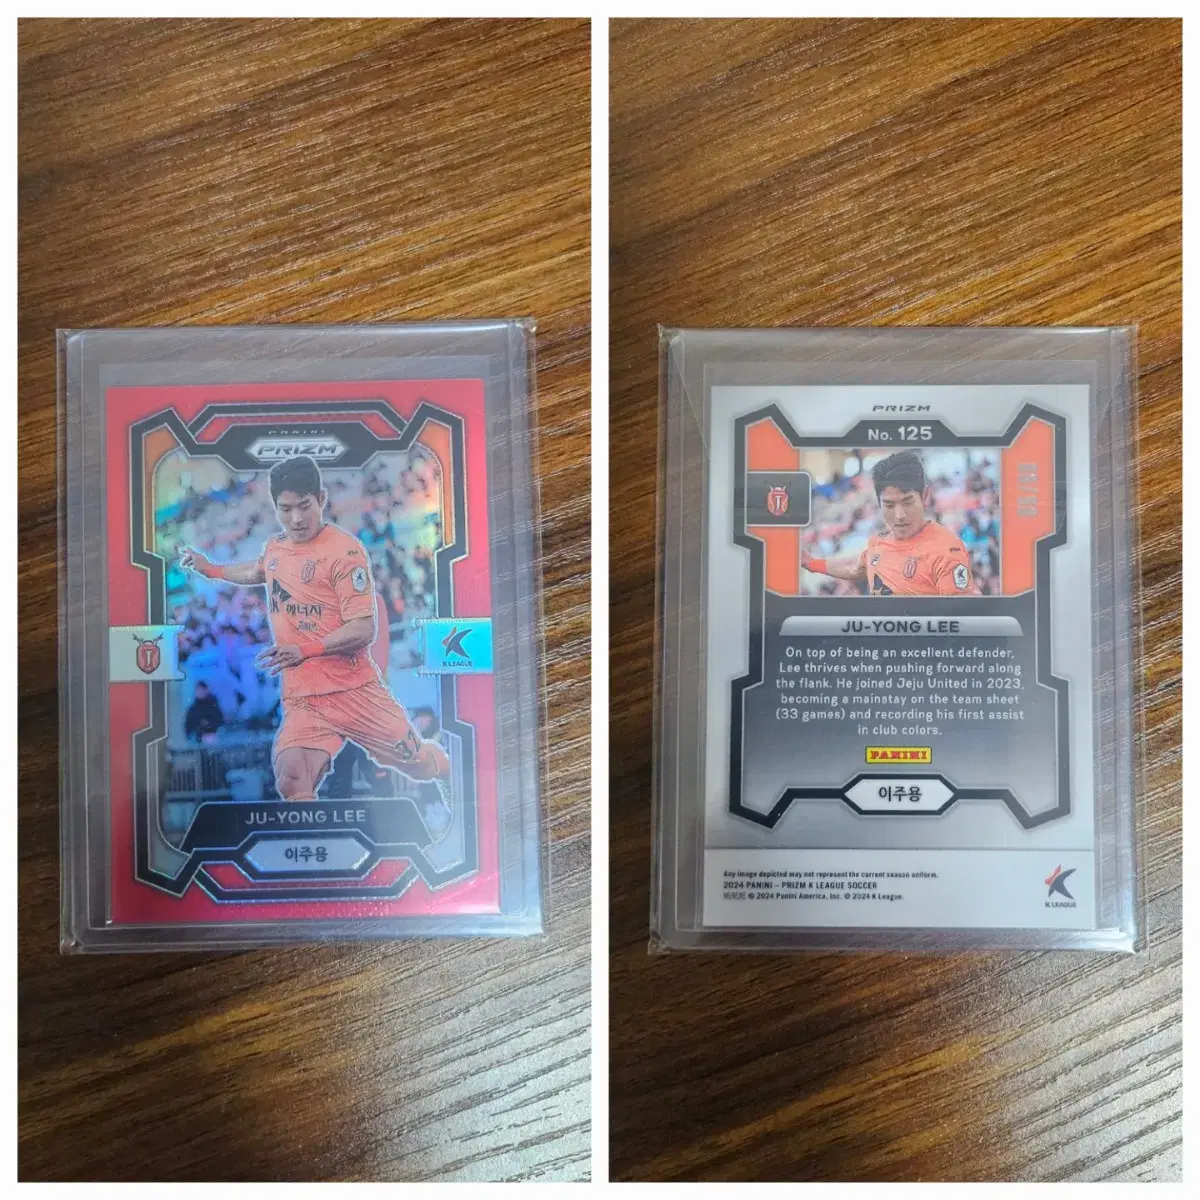 PANINI
PRIZM
에너지
K LEAGUE
JU-YONG LEE
이주용
PRIZM
No. 125
JU-YONG LEE
On top of being an excellent defender,
Lee thrives when pushing forward along
the flank. He joined Jeju United in 2023,
becoming a mainstay on the team sheet
(33 games) and recording his first assist
in club colors.
PANINI
이주용
Any image depicted may not represent the current season uniform.
2024 PANINI – PRIZM K LEAGUE SOCCER
© 2024 Panini America, Inc. © 2024 K League.
K LEAGUE